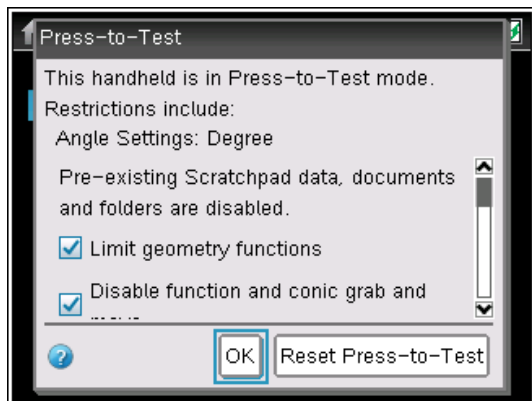 Press-to-Test
This handheld is in Press-to-Test mode.
Restrictions include:
Angle Settings: Degree
Pre-existing Scratchpad data, documents
and folders are disabled.
Limit geometry functions
Disable function and conic grab and
OK
Reset Press-to-Test